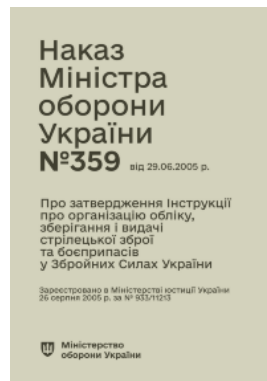 Наказ
Міністра
оборони
України
№359 від 29.06.2005 р.
Про затвердження Інструкції
про організацію обліку,
зберігання і видачі
стрілецької зброї
та боєприпасів
у Збройних Силах України
Зареєстровано в Міністерстві юстиції України
26 серпня 2005 р. за № 933/11213
Міністерство
оборони України